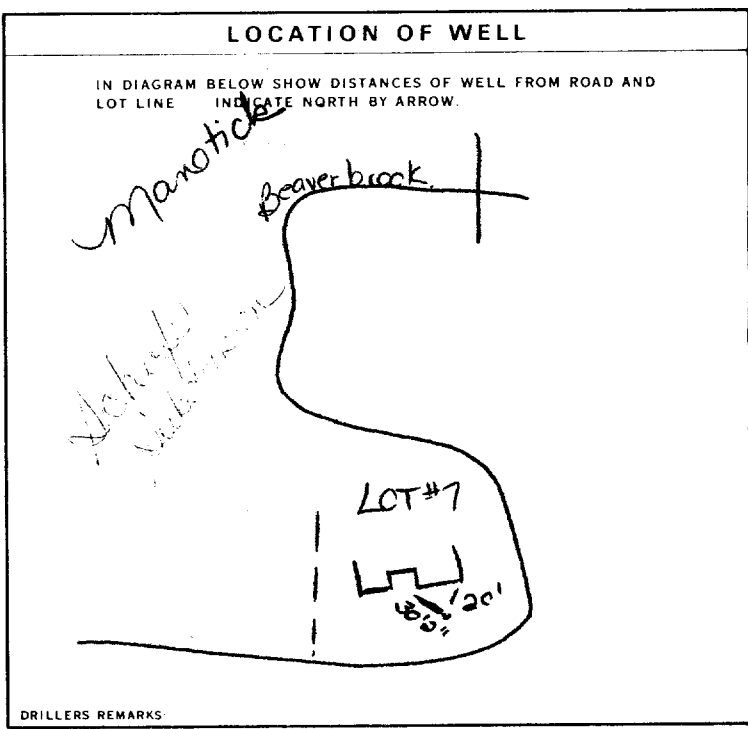 LOCATION OF WELL
IN DIAGRAM BELOW SHOW DISTANCES OF WELL FROM ROAD AND
LOT LINE INDICATE NORTH BY ARROW.
Manotick
Beaverbrook.
LOT #7
20'
DRILLERS REMARKS